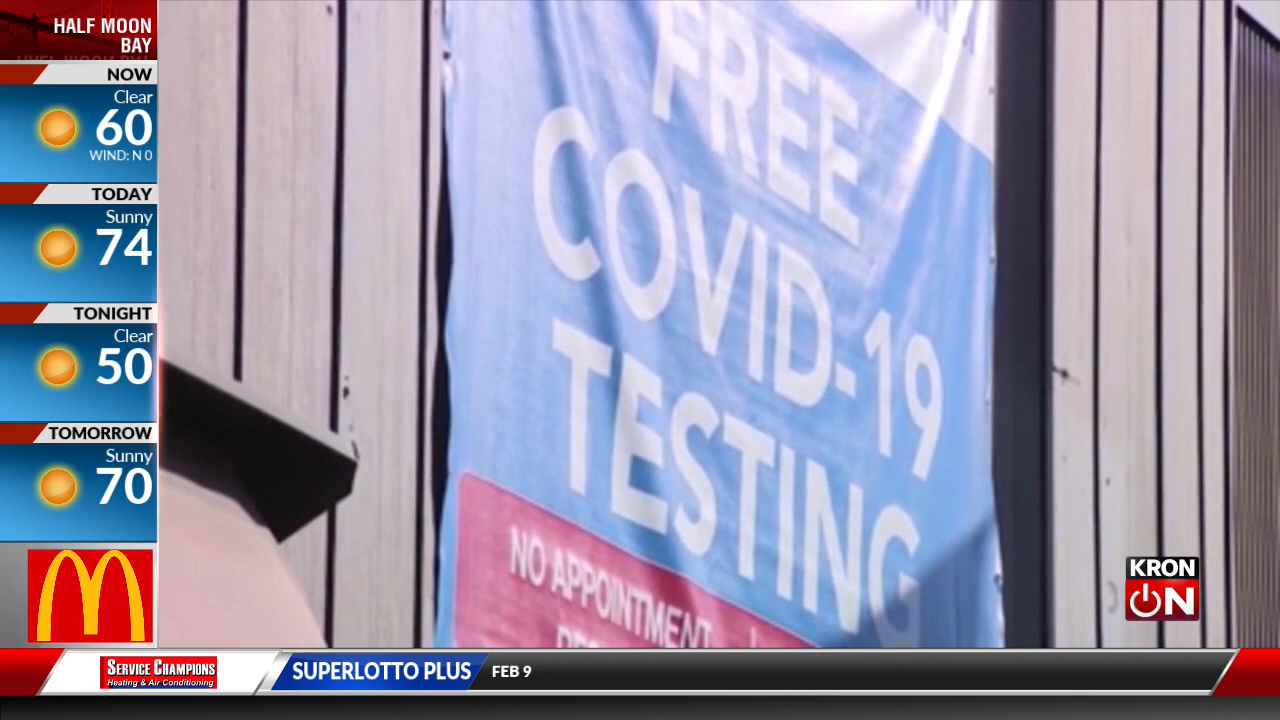 HALF MOON
BAY
NOW
Clear
60
WIND: N 0
TODAY
Sunny
74
TONIGHT
Clear
50
TOMORROW
Sunny
70
FREE
COVID-19
TESTING
NO APPOINTMENT
KRON
ON
SERVICE CHAMPIONS
Heating & Air Conditioning
SUPERLOTTO PLUS
FEB 9